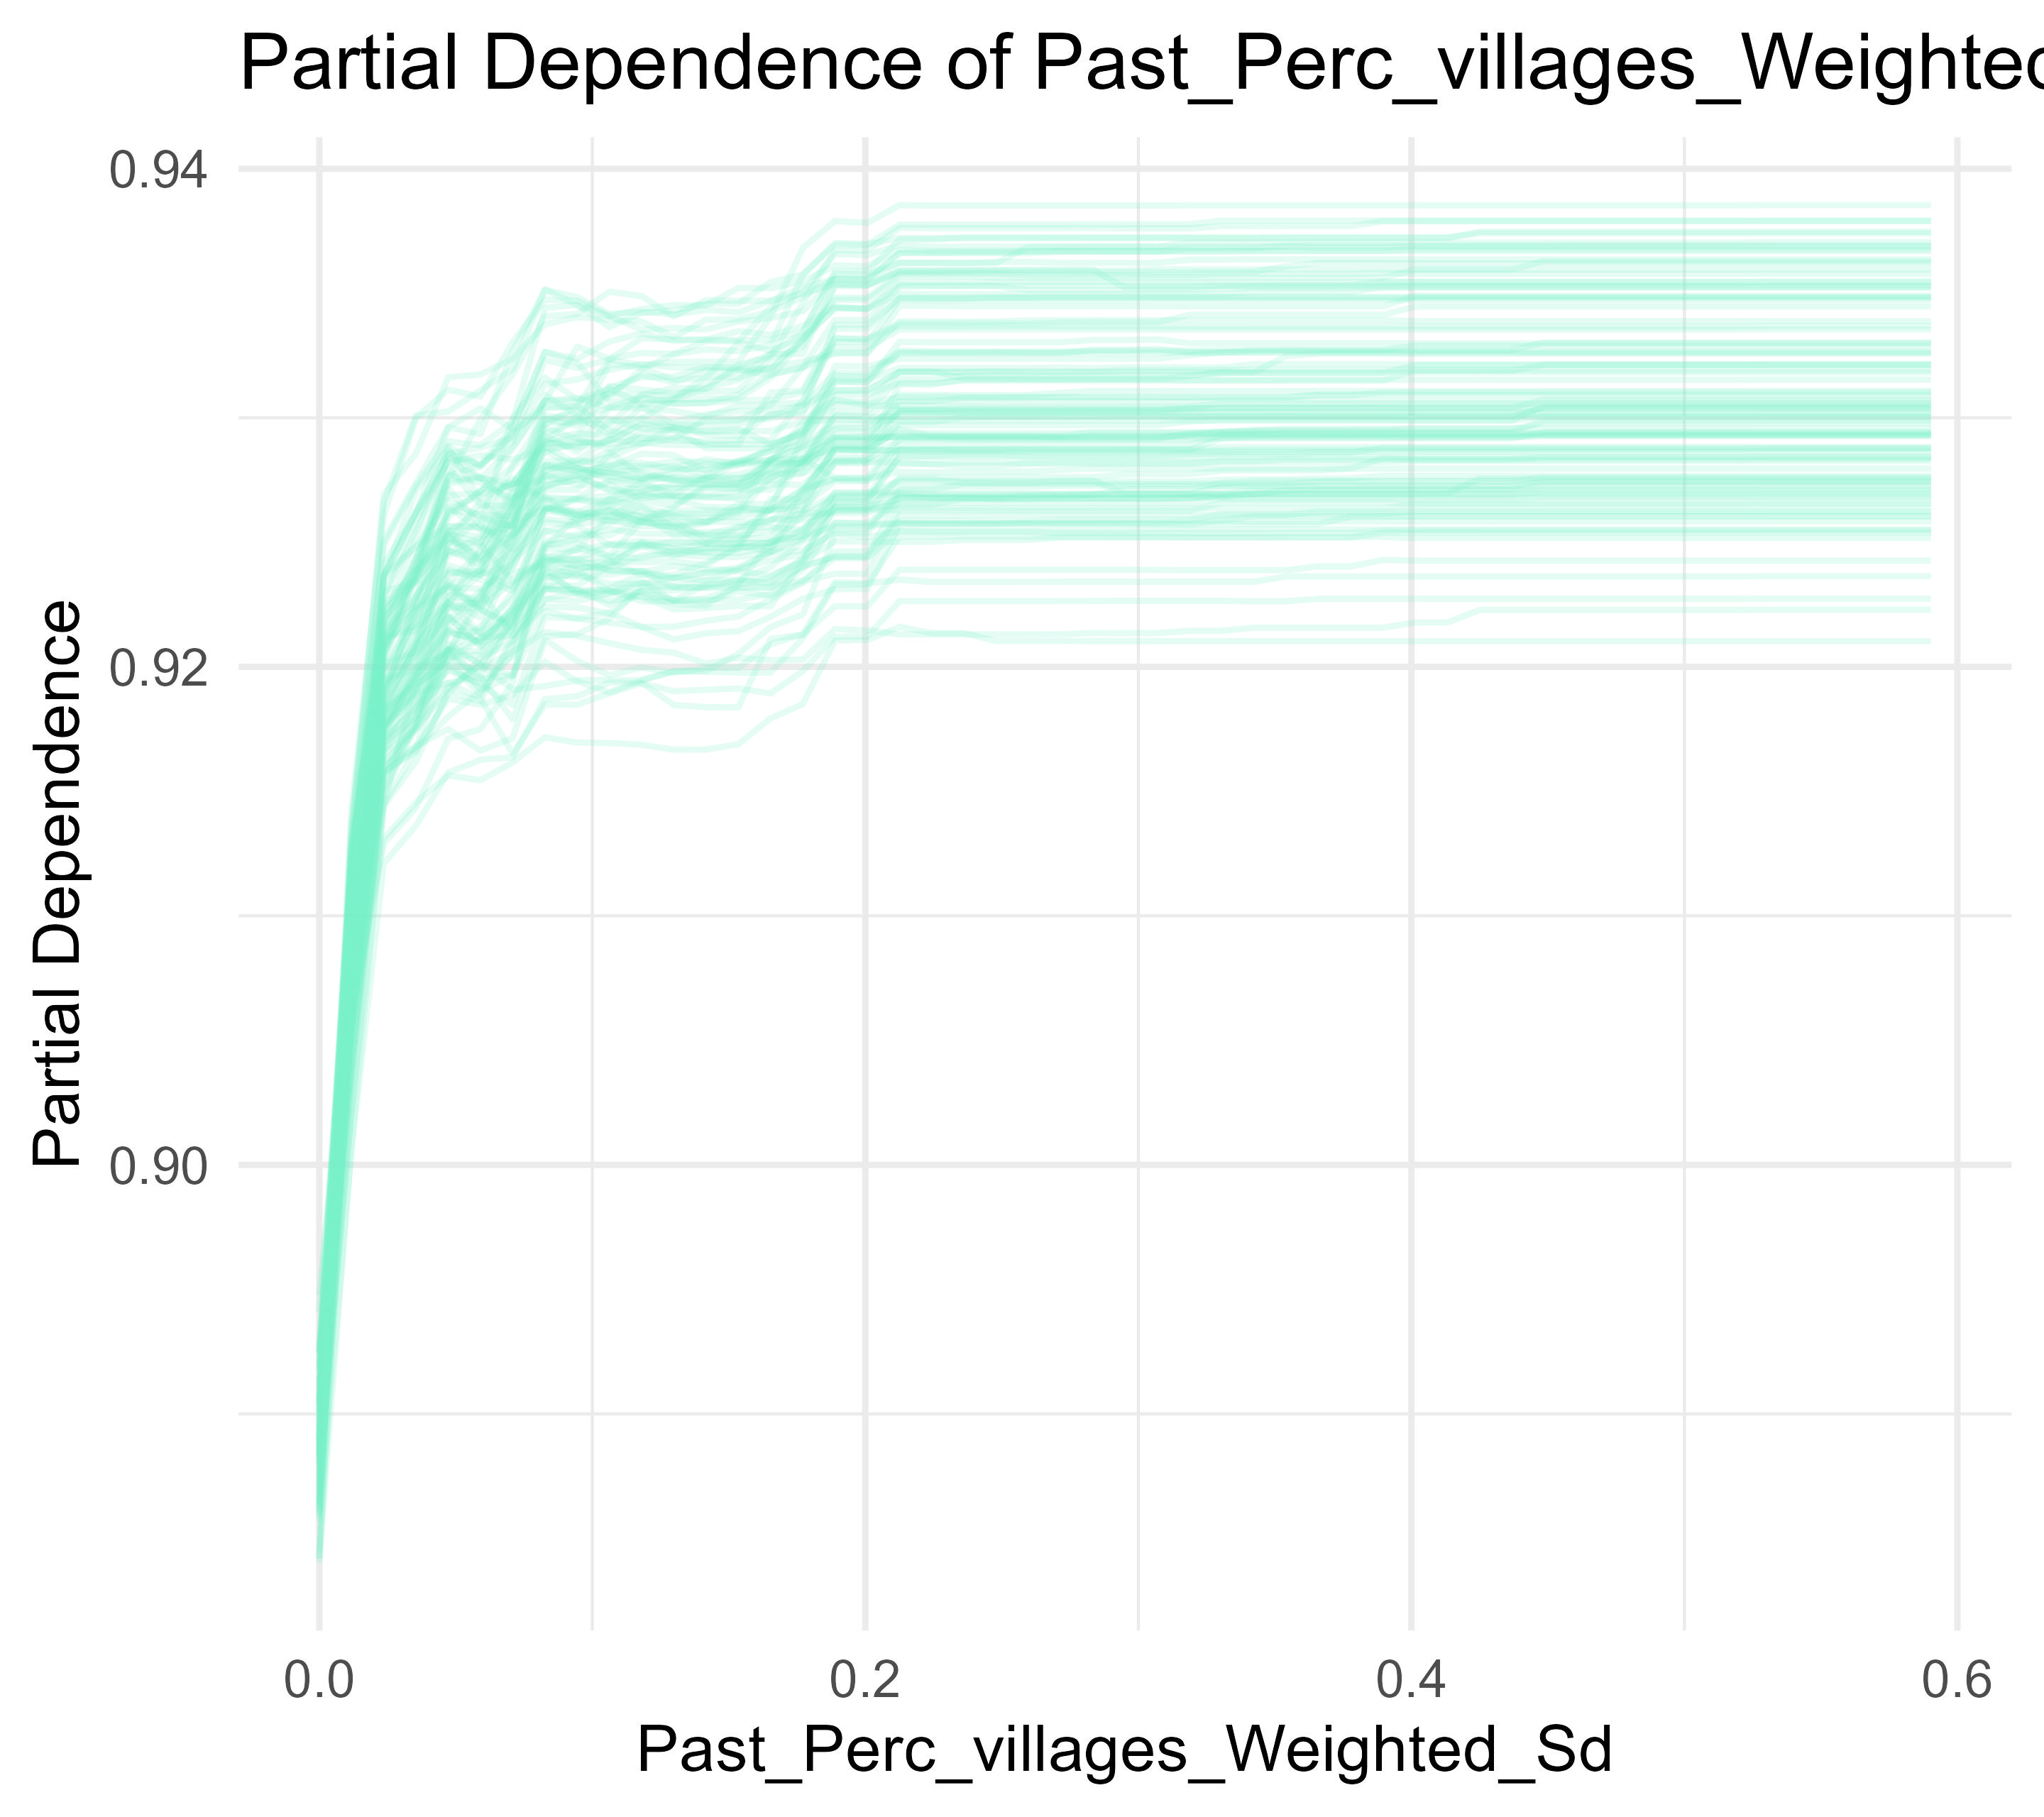 Partial Dependence of Past_Perc_villages_Weighted
0.94
0.92
0.90
Partial Dependence
0.0 0.2 0.4 0.6
Past_Perc_villages_Weighted_Sd